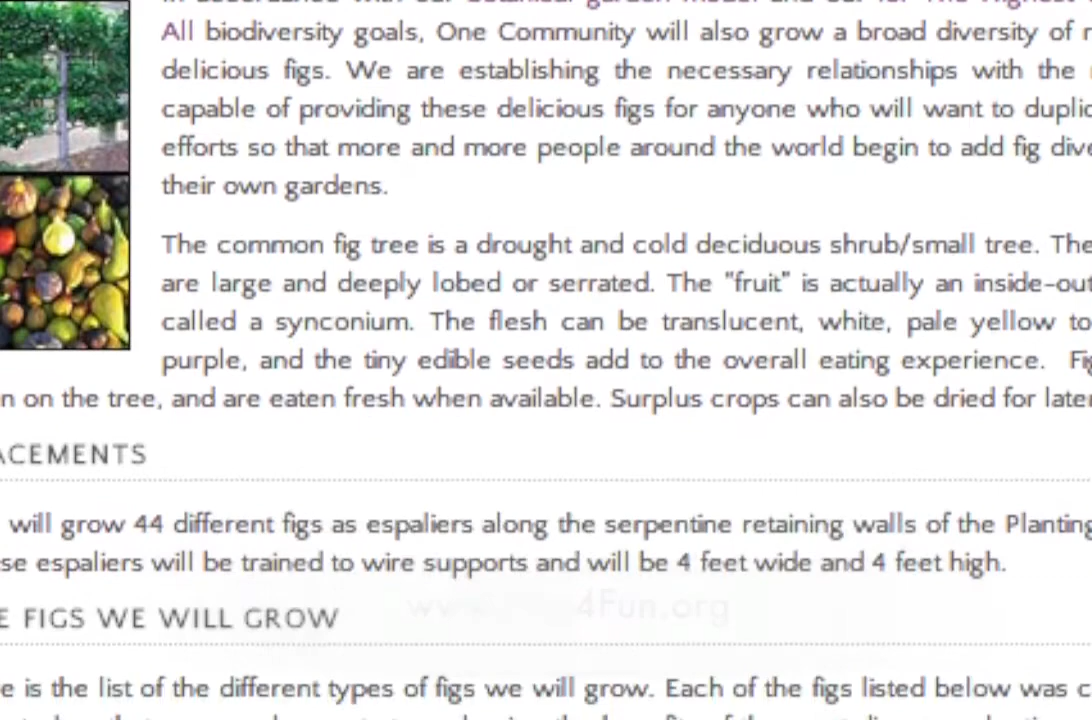 All biodiversity goals, One Community will also grow a broad diversity of
delicious figs. We are establishing the necessary relationships with the
capable of providing these delicious figs for anyone who will want to
efforts so that more and more people around the world begin to add fig
their own gardens.
The common fig tree is a drought and cold deciduous shrub/small tree. The
are large and deeply lobed or serrated. The "fruit" is actually an inside-out
called a synconium. The flesh can be translucent, white, pale yellow to
purple, and the tiny edible seeds add to the overall eating experience.
on the tree, and are eaten fresh when available. Surplus crops can also be dried for
ACEMENTS
will grow 44 different figs as espaliers along the serpentine retaining walls of the Planting
se espaliers will be trained to wire supports and will be 4 feet wide and 4 feet high.
4Fun.org
FIGS WE WILL GROW
is the list of the different types of figs we will grow. Each of the figs listed below was